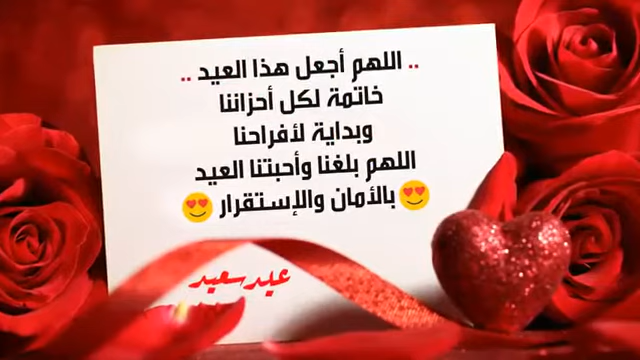 .. اللهم أجعل هذا العيد ..
خاتمة لكل أحزاننا
وبداية لأفراحنا
اللهم بلغنا وأحبتنا العيد
😍 بالأمان والإستقرار 😍
عيد سعيد